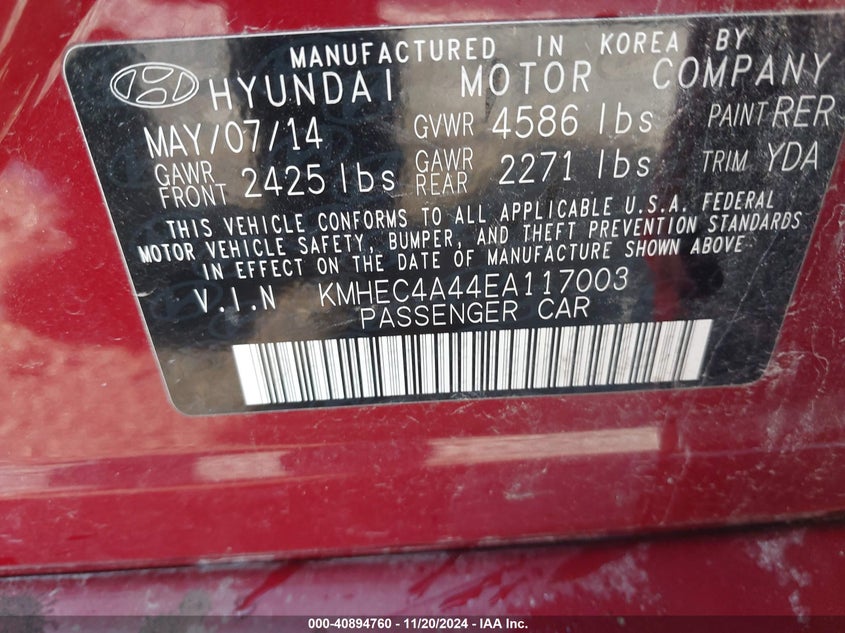 MANUFACTURED IN KOREA BY
HYUNDAI MOTOR COMPANY
MAY/07/14 GVWR 4586 lbs PAINT RER
GAWR FRONT 2425 lbs GAWR REAR 2271 lbs TRIM YDA
THIS VEHICLE CONFORMS TO ALL APPLICABLE U.S.A. FEDERAL
MOTOR VEHICLE SAFETY, BUMPER, AND THEFT PREVENTION STANDARDS
IN EFFECT ON THE DATE OF MANUFACTURE SHOWN ABOVE
V.I.N KMHEC4A44EA117003
PASSENGER CAR
000-40894760 - 11/20/2024 - IAA Inc.